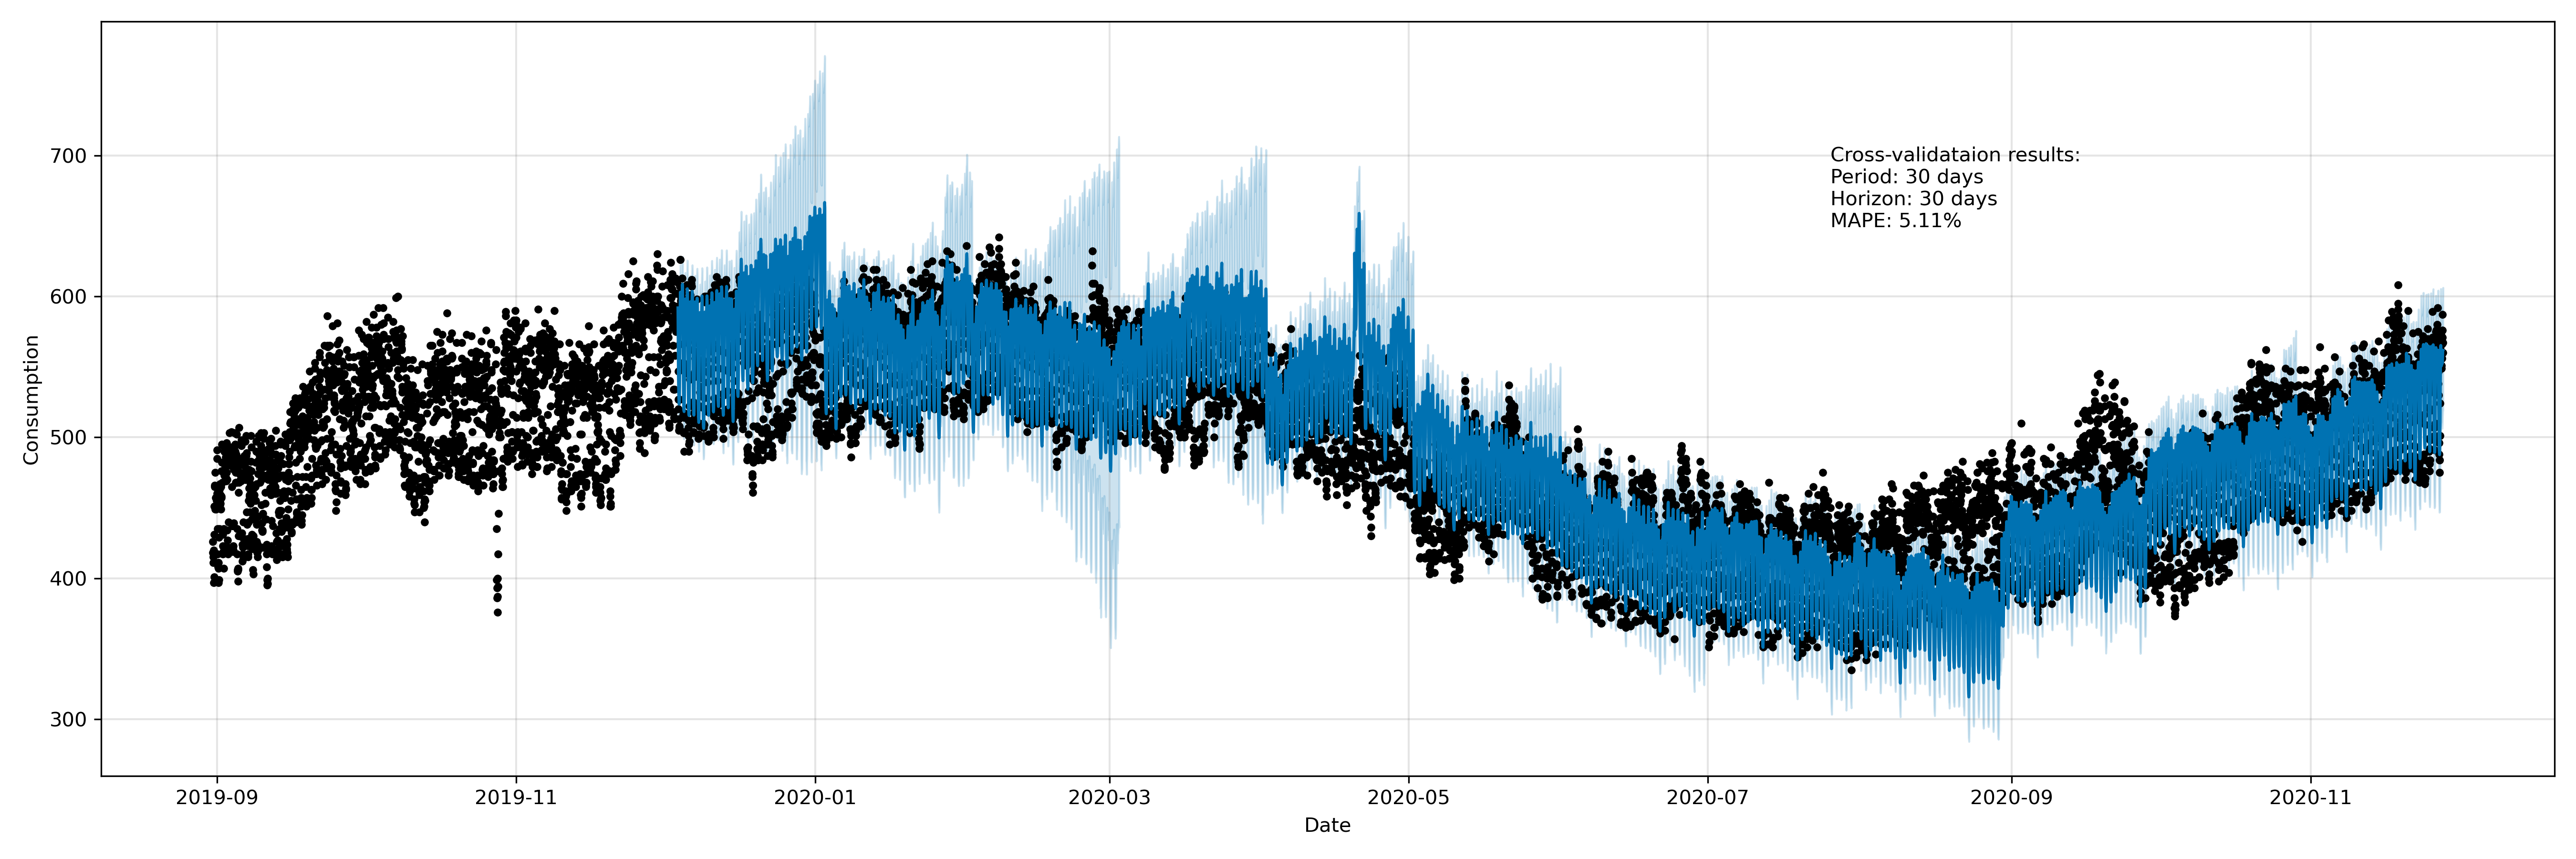 700
600
500
400
300
Consumption
Cross-validataion results:
Period: 30 days
Horizon: 30 days
MAPE: 5.11%
2019-09 2019-11 2020-01 2020-03 2020-05 2020-07 2020-09 2020-11
Date